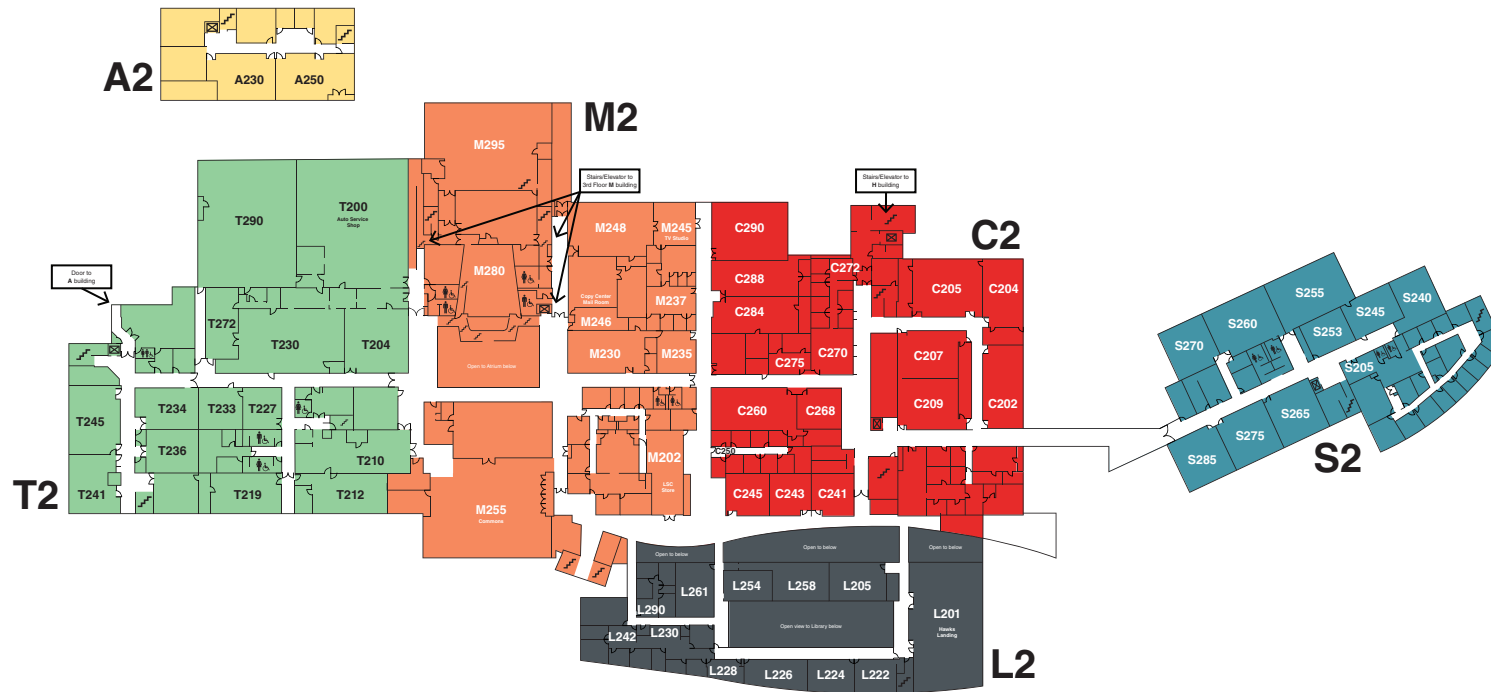 A2
A230
A250
M2
M295
Stairs/Elevator to
3rd Floor M building
Stairs/Elevator to
H building
T290
T200
Auto Service
Shop
M248
M245
TV Studio
C290
C2
Door to
A building
M280
C272
C288
C205
C204
Copy Center
Mail Room
M237
C284
M246
T272
T230
T204
M230
M235
C270
C275
C207
Open to Atrium below
S255
S240
S245
S260
S253
S270
S205
T245
T234
T233
T227
C260
C268
C209
C202
S265
S275
S285
S2
T236
T210
C250
M202
LSC
Store
T2
T241
T219
T212
M255
Commons
C245
C243
C241
Open to below
Open to below
Open to below
L254
L258
L205
L261
L290
L201
Hawks
Landing
L242
L230
Open view to Library below
L228
L226
L224
L222
L2